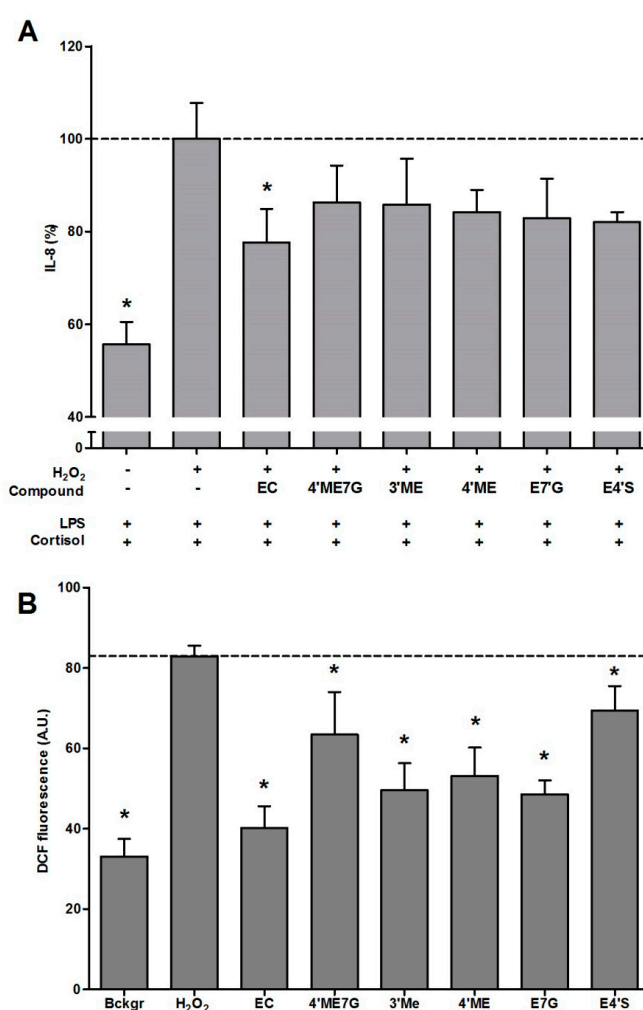 A
120
100
80
60
40
0
IL-8 (%)
*
*
H₂O₂ - + + + + + + +
Compound - - EC 4'ME7G 3'ME 4'ME E7'G E4'S
LPS + + + + + + + +
Cortisol + + + + + + + +
B
100
80
60
40
20
0
DCF fluorescence (A.U.)
*
*
*
*
*
*
*
Bckgr H₂O₂ EC 4'ME7G 3'Me 4'ME E7G E4'S